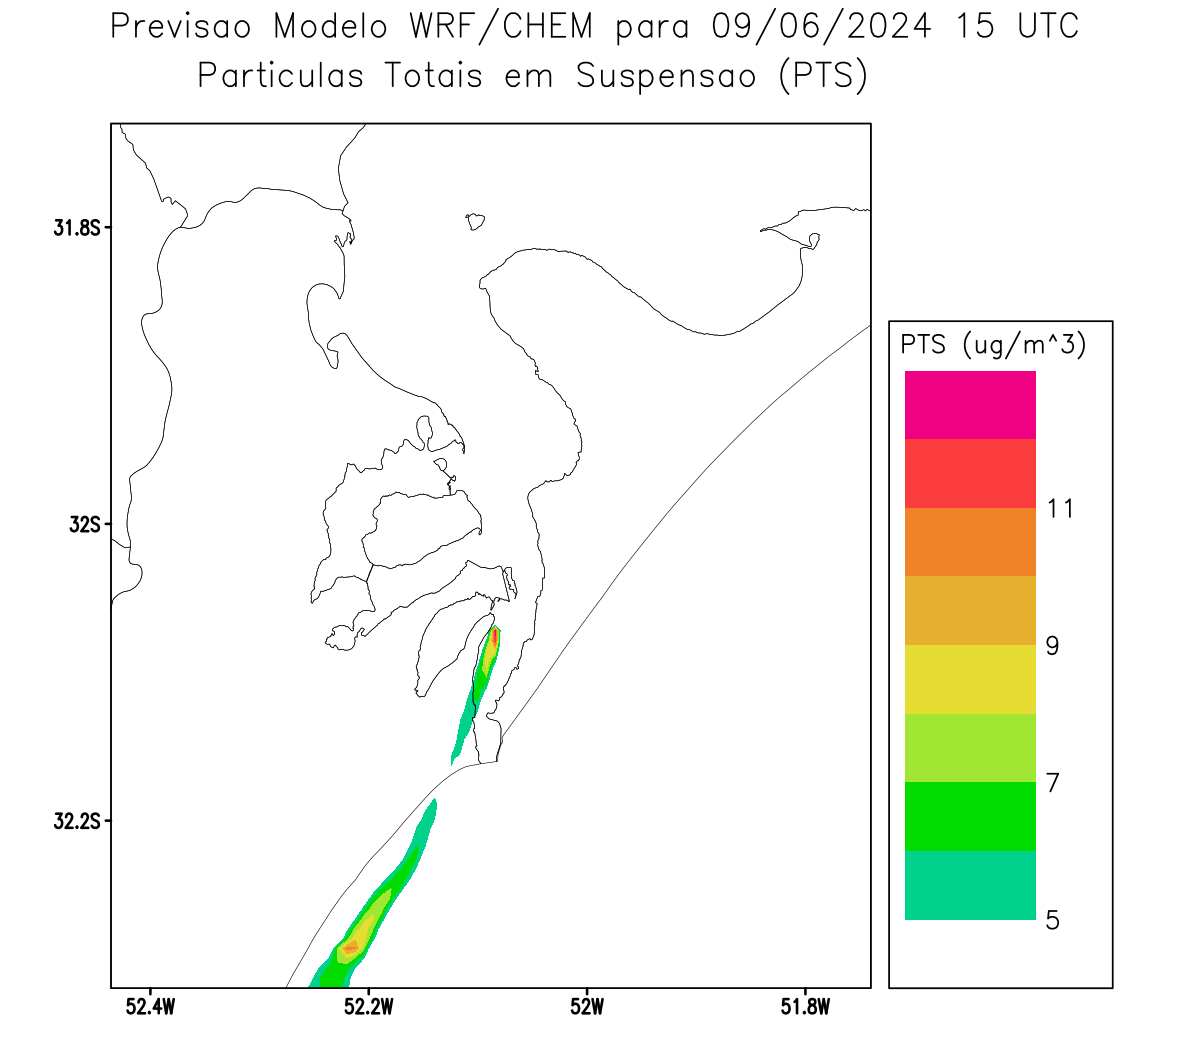 Previsao Modelo WRF/CHEM para 09/06/2024 15 UTC
Particulas Totais em Suspensao (PTS)
31.8S
32S
32.2S
52.4W
52.2W
52W
51.8W
PTS (ug/m^3)
11
9
7
5